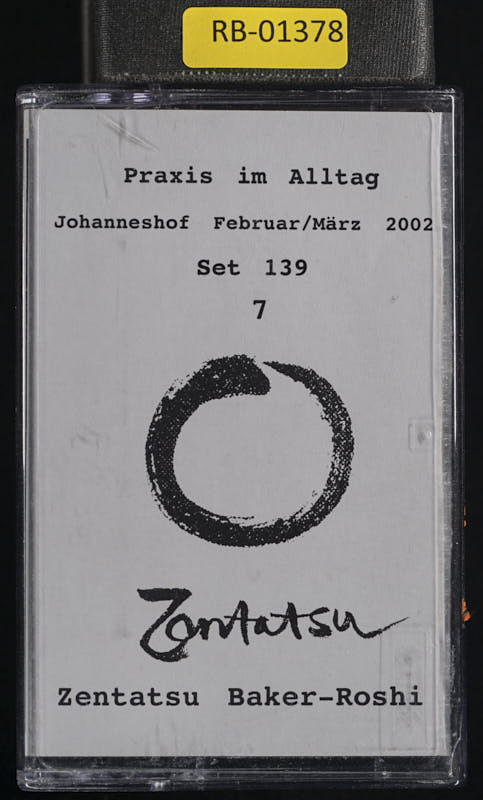 RB-01378
Praxis im Alltag
Johanneshof Februar/März 2002
Set 139
7
Zentatsu
Zentatsu Baker-Roshi